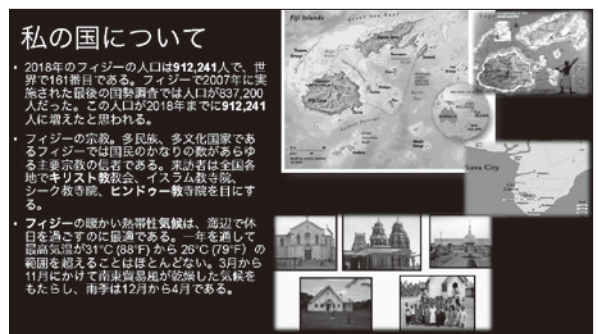 私の国について
• 2018年のフィジーの人口は912,241人で、世
界で161番目である。フィジーで2007年に実
施された最後の国勢調査では人口が837,200
人だった。この人口が2018年までに912,241
人に増えたと思われる。
• フィジーの宗教。多民族、多文化国家であ
るフィジーでは国民のかなりの数があらゆ
る主要宗教の信者である。来訪者は全国各
地でキリスト教教会、イスラム教寺院、
シーク教寺院、ヒンドゥー教寺院を目にす
る。
• フィジーの暖かい熱帯性気候は、海辺で休
日を過ごすのに最適である。一年を通して
最高気温が31°C (88°F) から 26°C (79°F) の
範囲を超えることはほとんどない。3月から
11月にかけて南東貿易風が乾燥した気候を
もたらし、雨季は12月から4月である。
Fiji Islands
Great Sea Reef
Viti Levu
Suva City